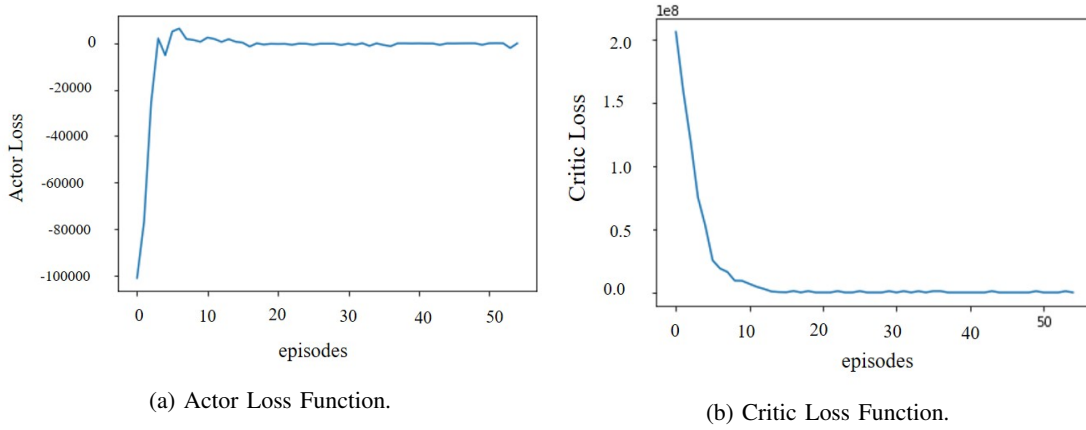 0
-20000
-40000
-60000
-80000
-100000
Actor Loss
0 10 20 30 40 50
episodes
(a) Actor Loss Function.
1e8
2.0
1.5
1.0
0.5
0.0
Critic Loss
0 10 20 30 40 50
episodes
(b) Critic Loss Function.